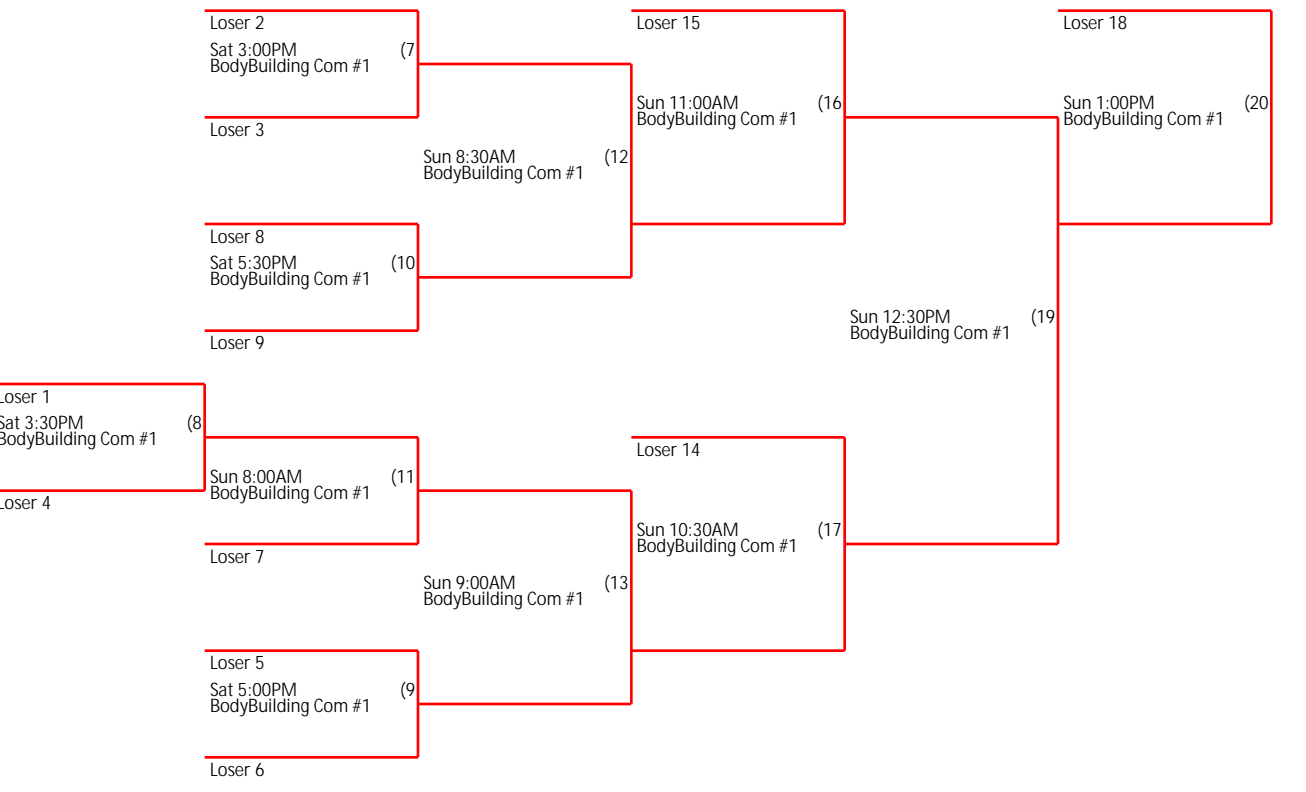 Loser 2
Sat 3:00PM (7
BodyBuilding Com #1
Loser 3
Loser 15
Sun 11:00AM (16
BodyBuilding Com #1
Loser 18
Sun 1:00PM (20
BodyBuilding Com #1
Sun 8:30AM (12
BodyBuilding Com #1
Loser 8
Sat 5:30PM (10
BodyBuilding Com #1
Loser 9
Sun 12:30PM (19
BodyBuilding Com #1
Loser 1
Sat 3:30PM (8
BodyBuilding Com #1
Loser 4
Sun 8:00AM (11
BodyBuilding Com #1
Loser 7
Loser 14
Sun 10:30AM (17
BodyBuilding Com #1
Sun 9:00AM (13
BodyBuilding Com #1
Loser 5
Sat 5:00PM (9
BodyBuilding Com #1
Loser 6